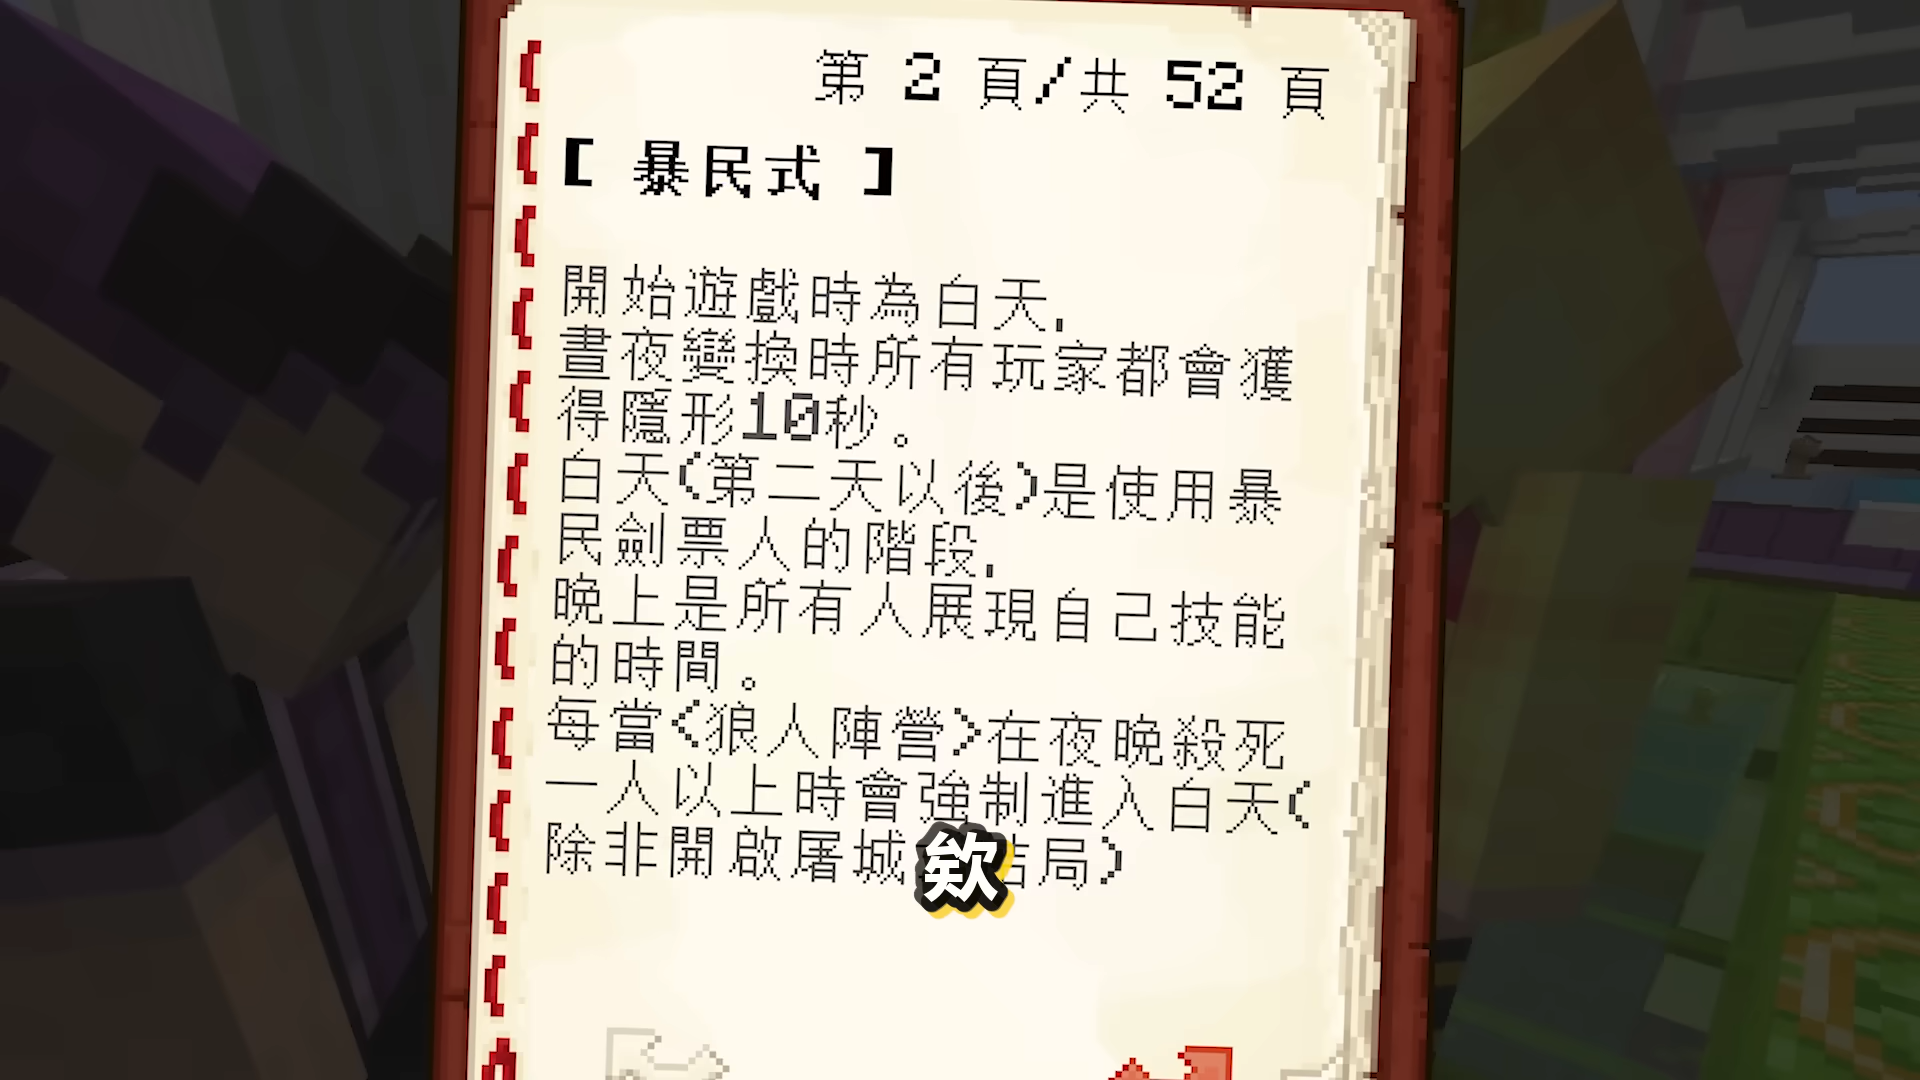 第 2 頁/共 52 頁
【 暴民式 】
開始遊戲時為白天.
晝夜變換時所有玩家都會獲
得隱形10秒。
白天(第二天以後)是使用暴
民劍票人的階段.
晚上是所有人展現自己技能
的時間。
每當<狼人陣營>在夜晚殺死
一人以上時會強制進入白天(
除非開啟屠城 結局)
欸